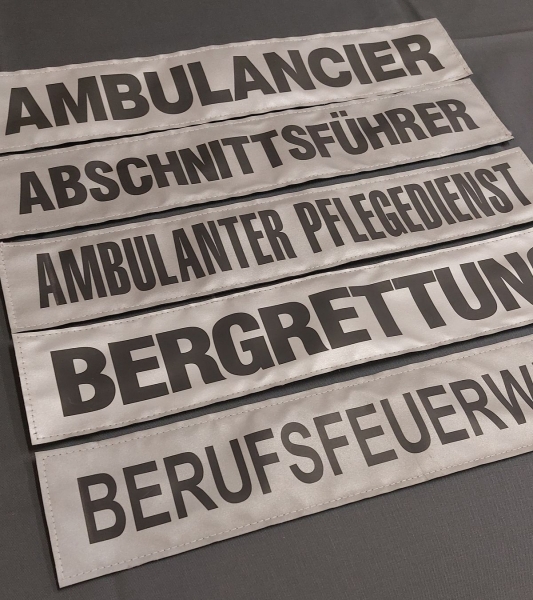 AMBULANCIER
ABSCHNITTSFÜHRER
AMBULANTER PFLEGEDIENST
BERGRETTUN
BERUFSFEUERW